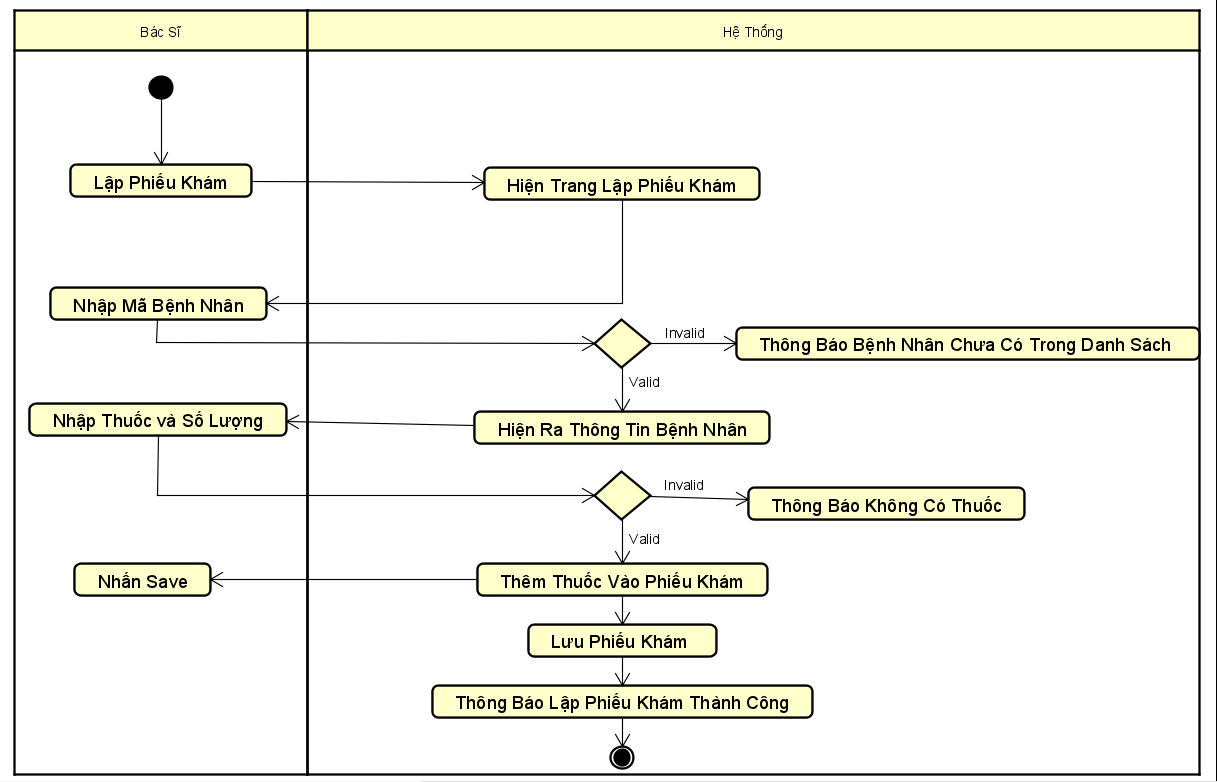 Bác Sĩ
Hệ Thống
Lập Phiếu Khám
Hiện Trang Lập Phiếu Khám
Nhập Mã Bệnh Nhân
Invalid
Thông Báo Bệnh Nhân Chưa Có Trong Danh Sách
Valid
Nhập Thuốc và Số Lượng
Hiện Ra Thông Tin Bệnh Nhân
Invalid
Thông Báo Không Có Thuốc
Valid
Nhấn Save
Thêm Thuốc Vào Phiếu Khám
Lưu Phiếu Khám
Thông Báo Lập Phiếu Khám Thành Công